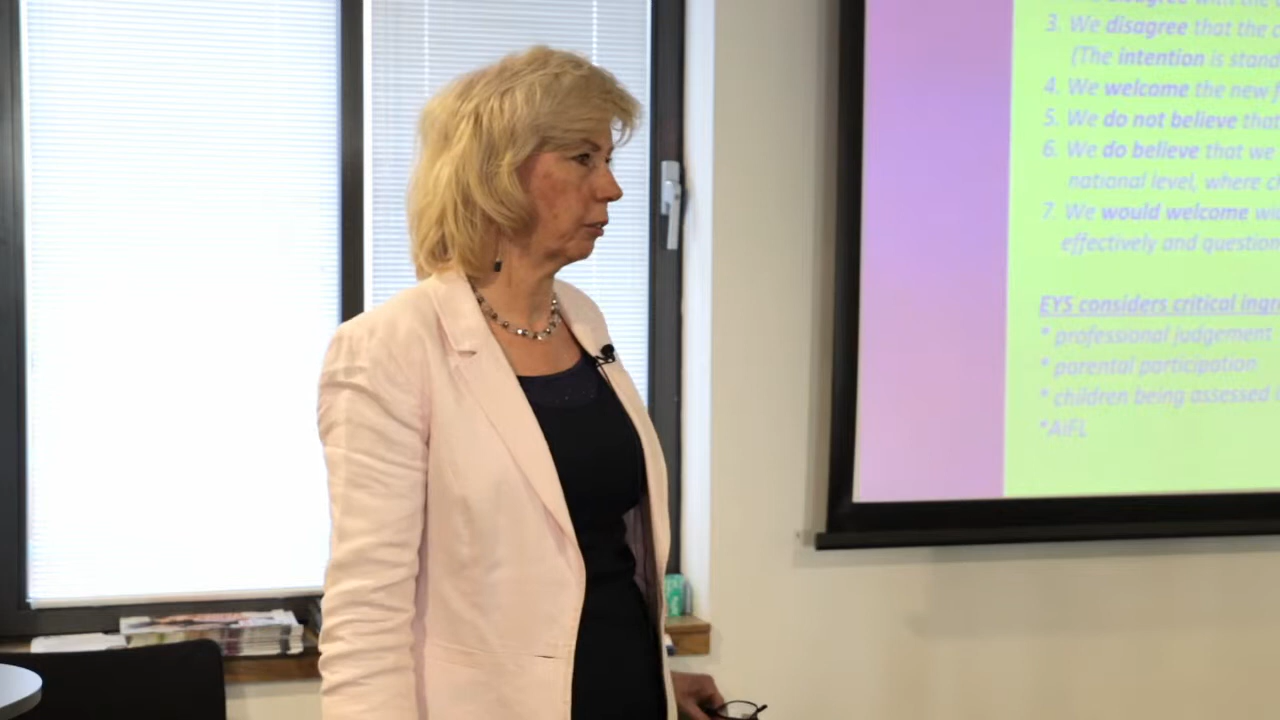 3. We disagree that the
(The intention is stand
4. We welcome the new
5. We do not believe that
6. We do believe that we
national level, where
7. We would welcome
effectively and question
EYS considers critical ingr
* professional judgement
* parental participation
* children being assessed
*AIFL